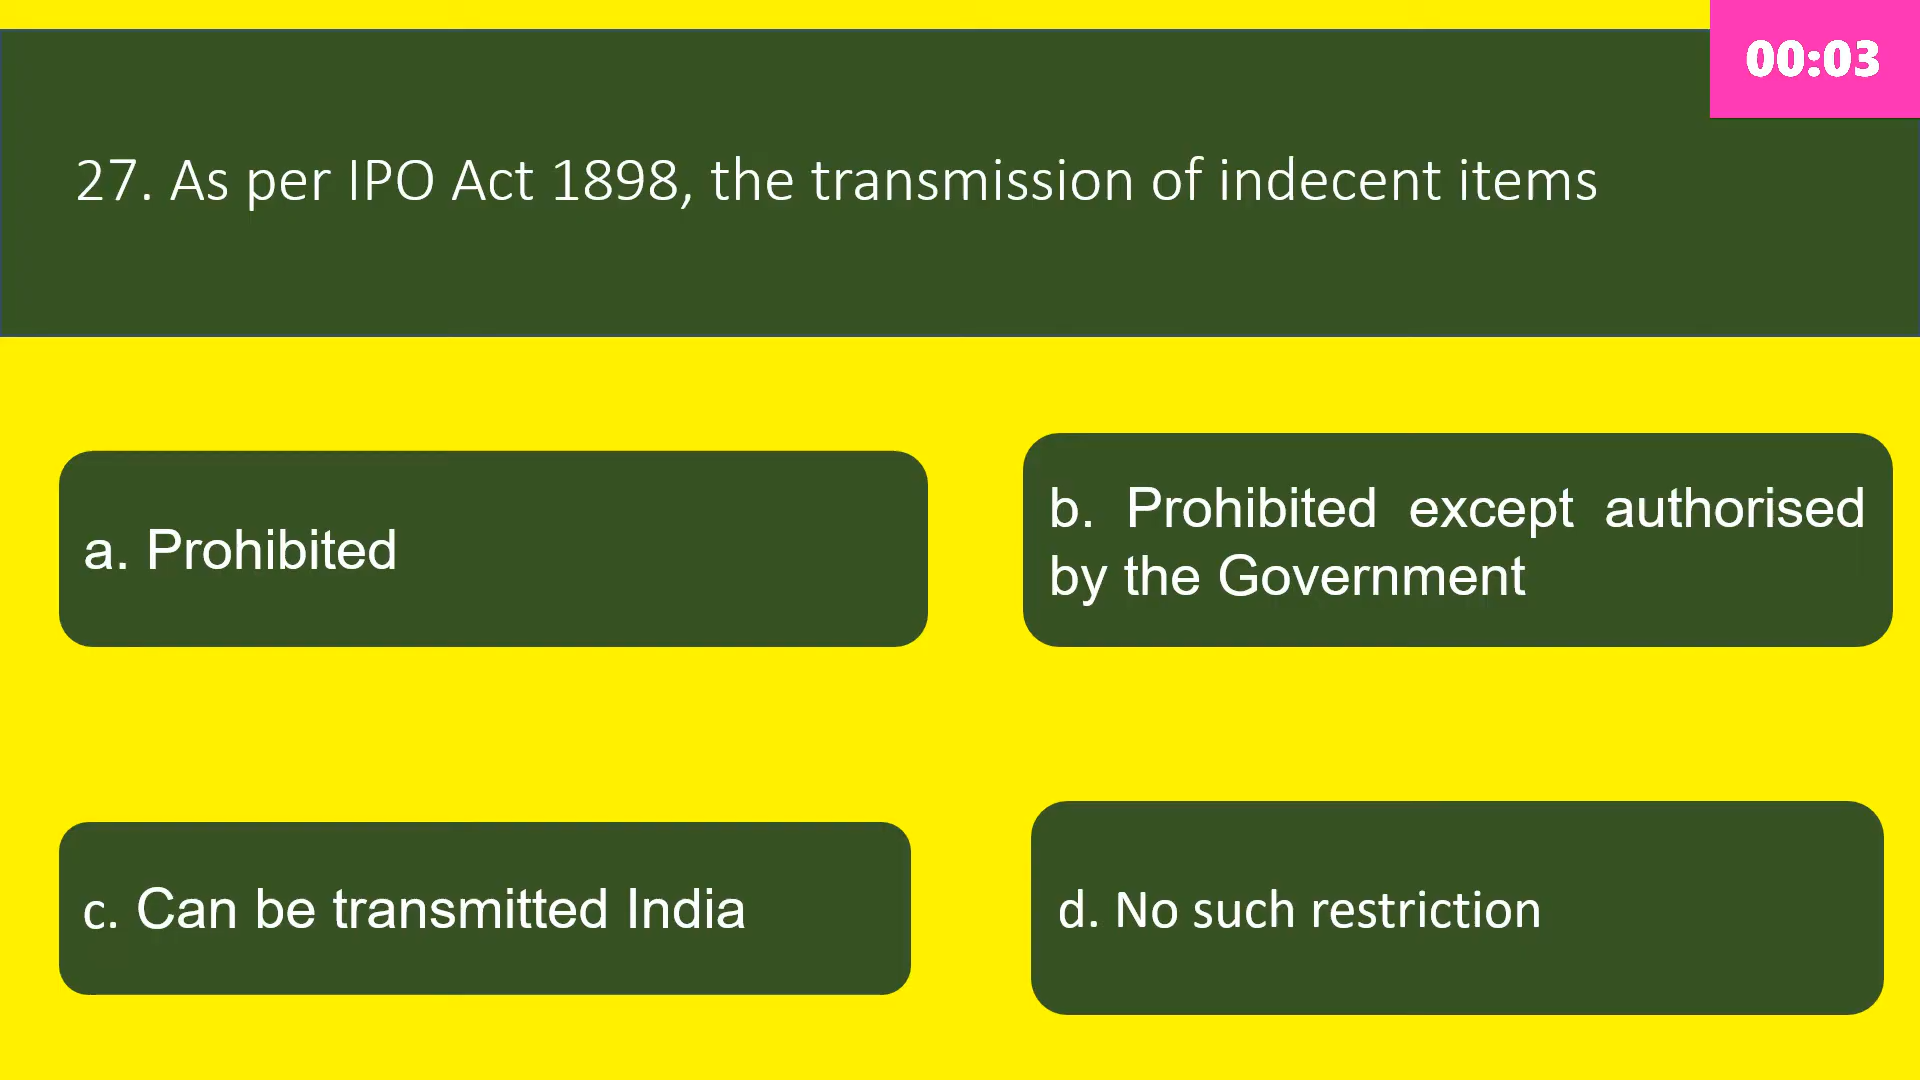 00:03
27. As per IPO Act 1898, the transmission of indecent items
a. Prohibited
b. Prohibited except authorised
by the Government
c. Can be transmitted India
d. No such restriction